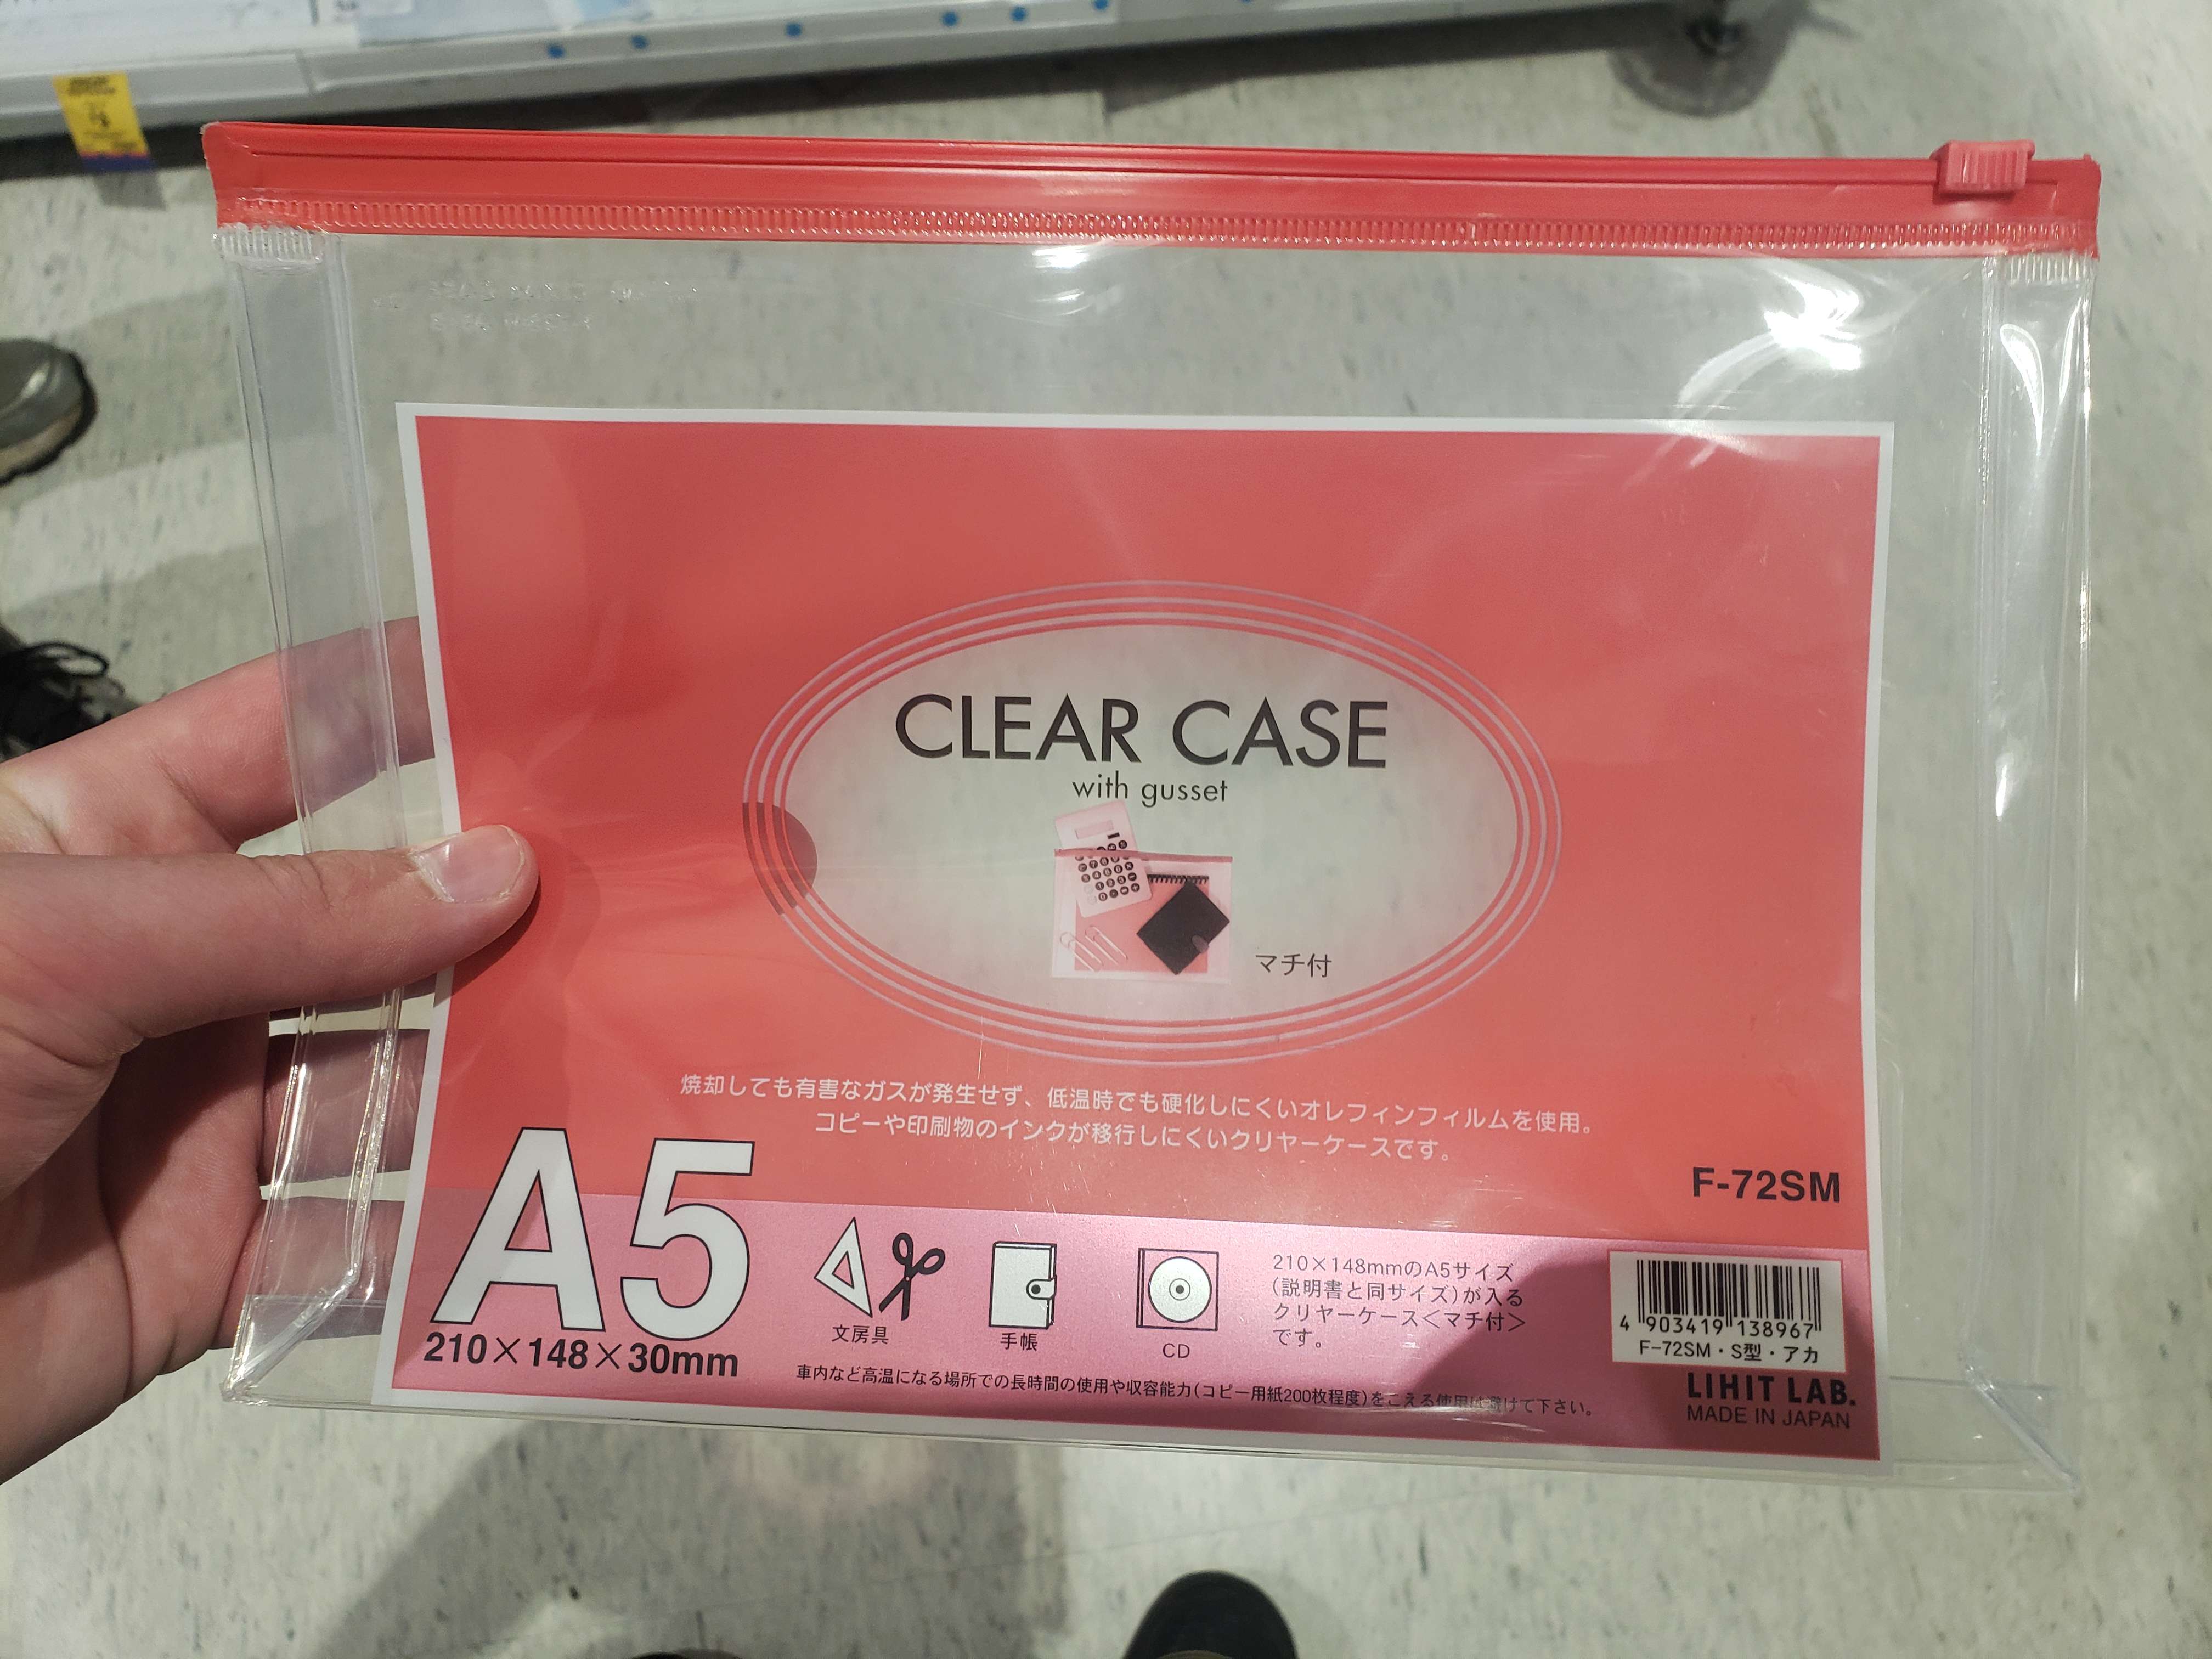 CLEAR CASE
with gusset
マチ付
焼却しても有害なガスが発生せず、低温時でも硬化しにくいオレフィンフィルムを使用。
コピーや印刷物のインクが移行しにくいクリヤーケースです。
F-72SM
A5
210×148×30mm
文房具
手帳
CD
210×148mmのA5サイズ
(説明書と同サイズ)が入る
クリヤーケース<マチ付>
です。
4 903419 138967
F-72SM・S型・アカ
車内など高温になる場所での長時間の使用や収容能力(コピー用紙200枚程度)をこえる使用は避けて下さい。
LIHIT LAB.
MADE IN JAPAN